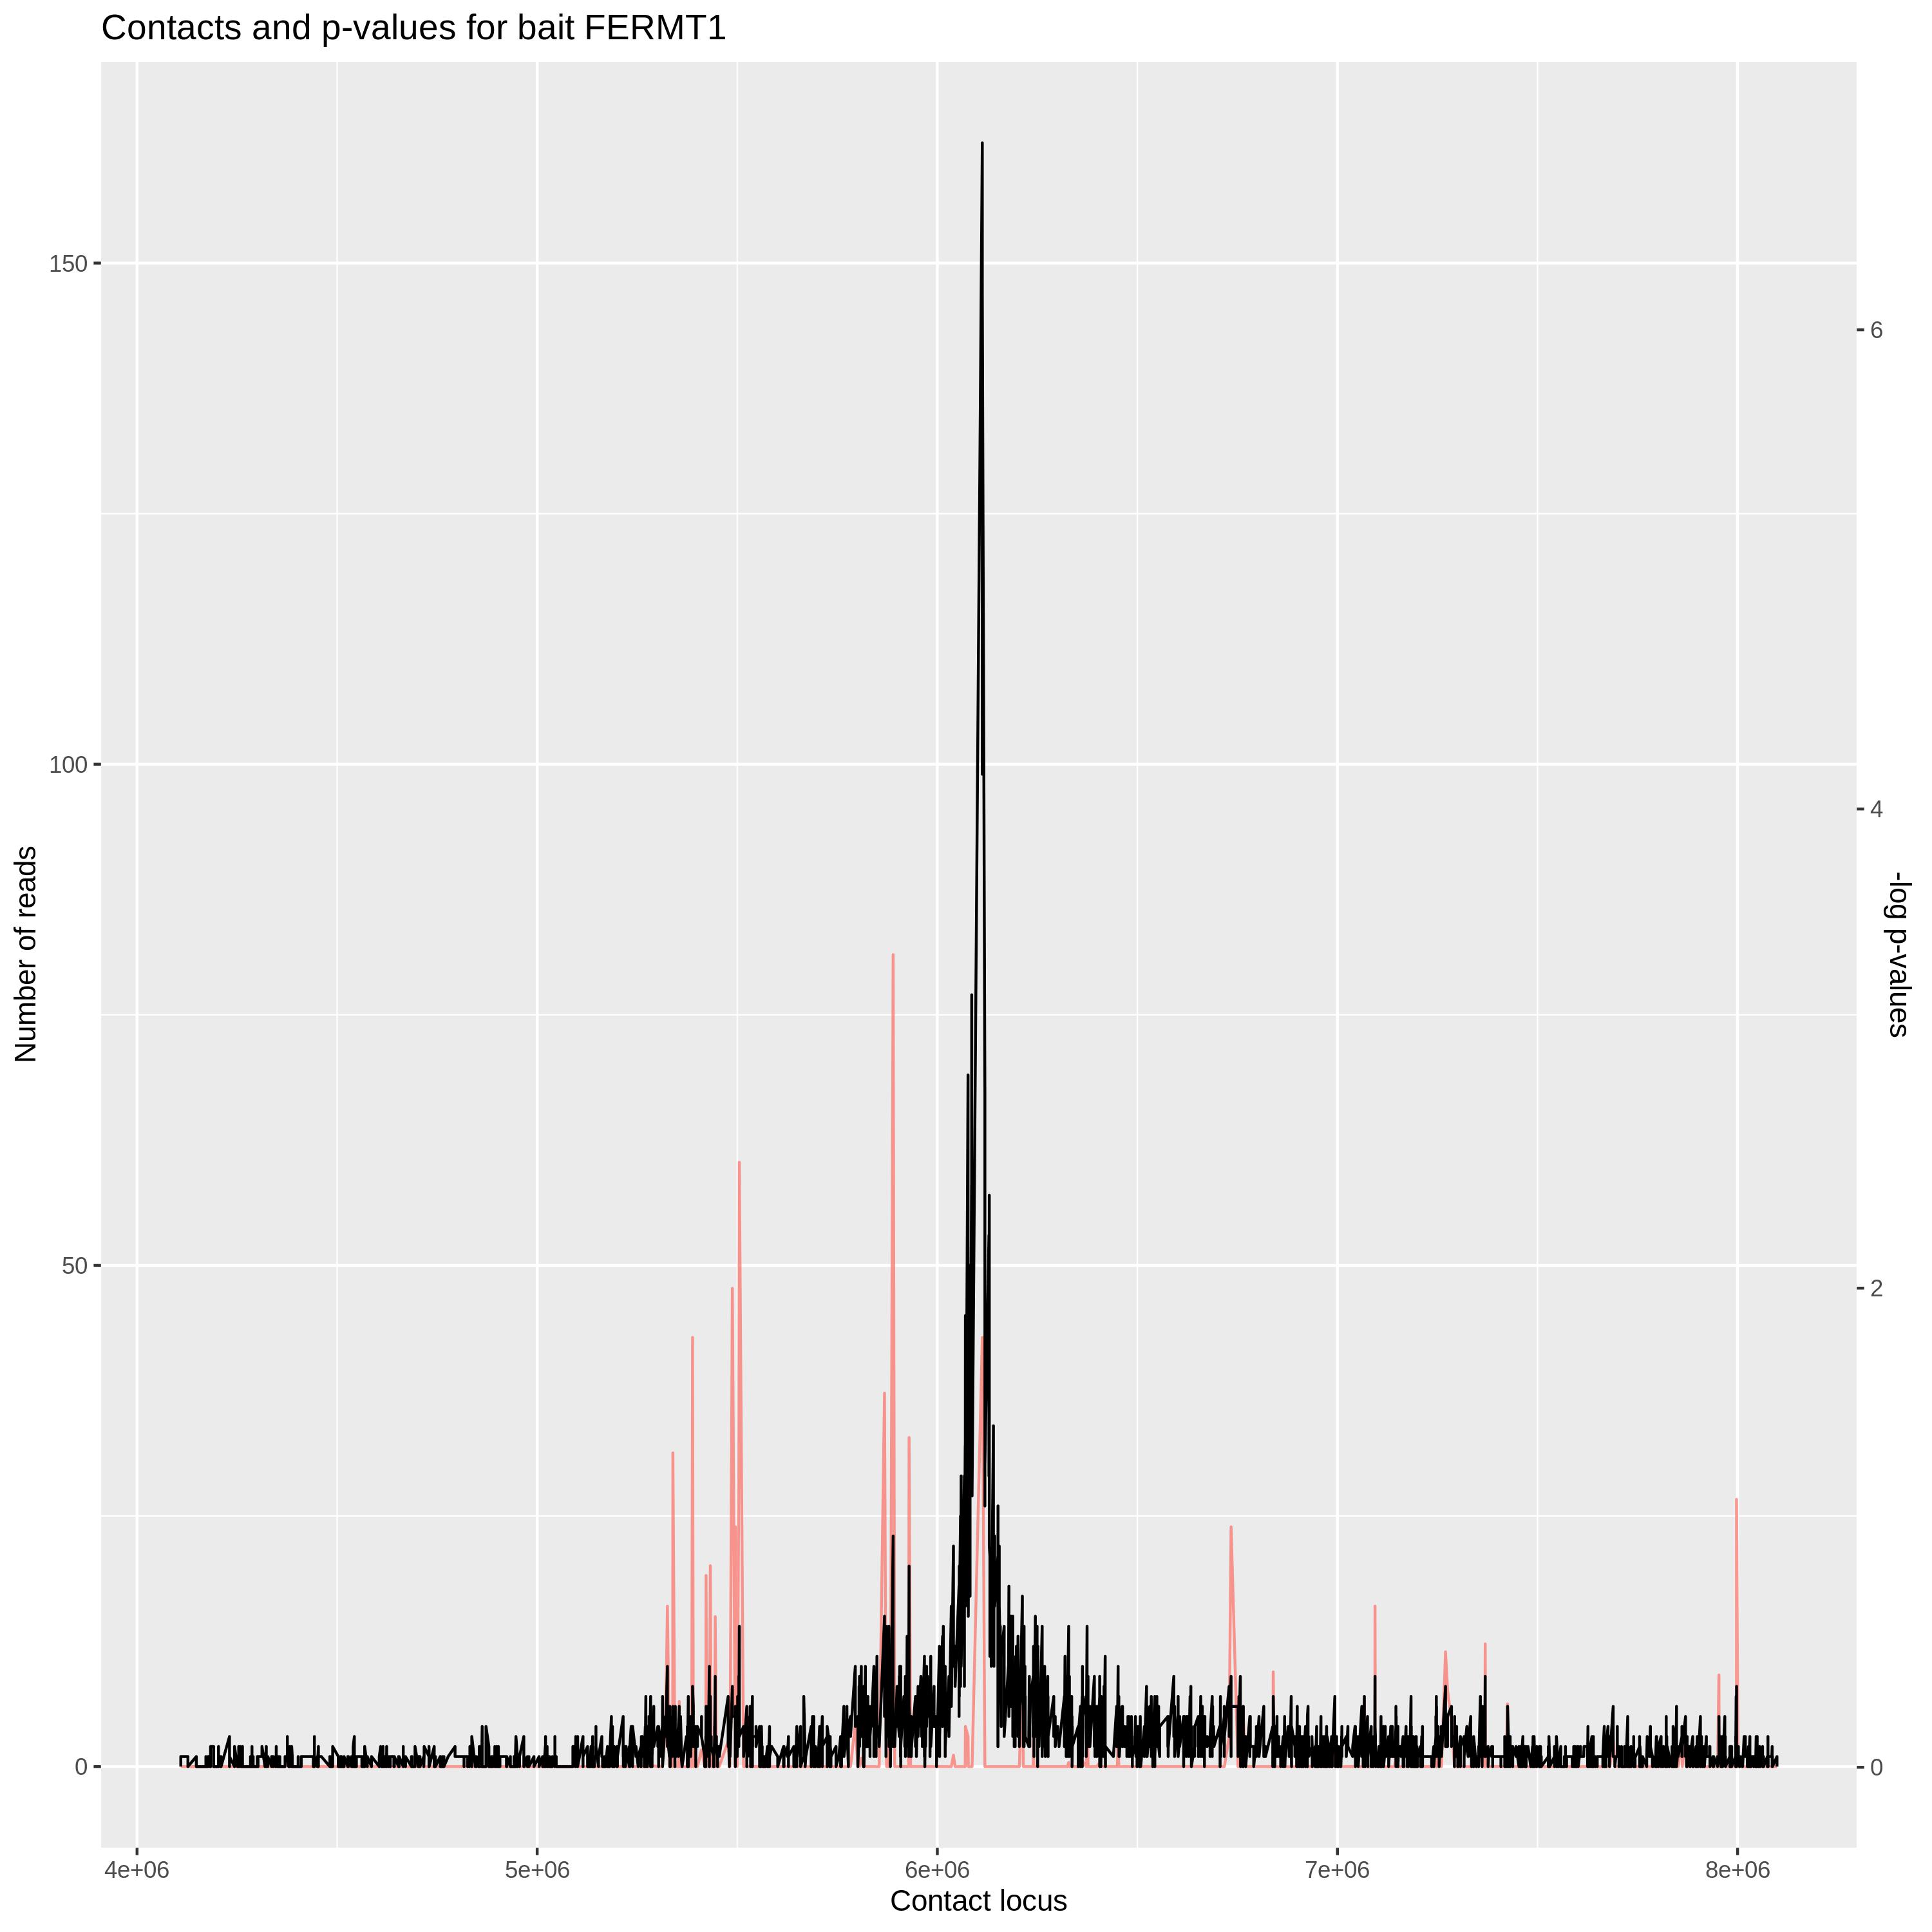 Contacts and p-values for bait FERMT1
150
100
50
0
Number of reads
6
4
2
0
-log p-values
4e+06
5e+06
6e+06
7e+06
8e+06
Contact locus